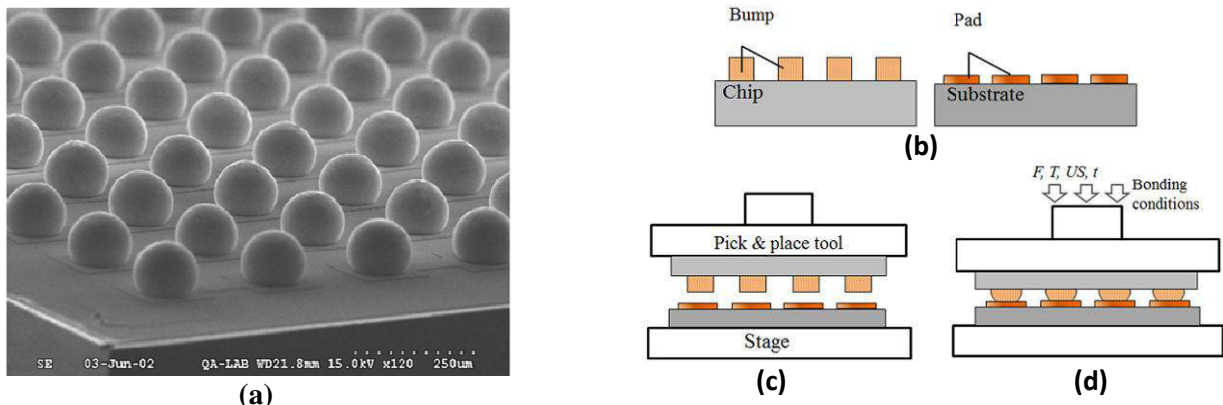 SE 03-Jun-02 QA-LAB WD21.8mm 15.0kV x120 250um
(a)
Bump
Pad
Chip
Substrate
(b)
Pick & place tool
Stage
(c)
F, T, US, t
Bonding
conditions
(d)